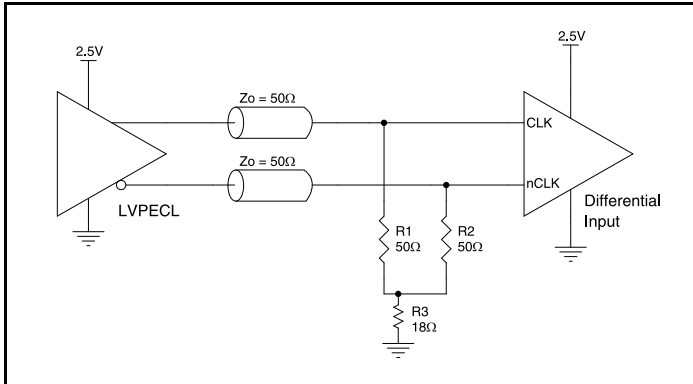 2.5V
2.5V
Zo = 50Ω
CLK
Zo = 50Ω
nCLK
LVPECL
Differential
Input
R1
50Ω
R2
50Ω
R3
18Ω